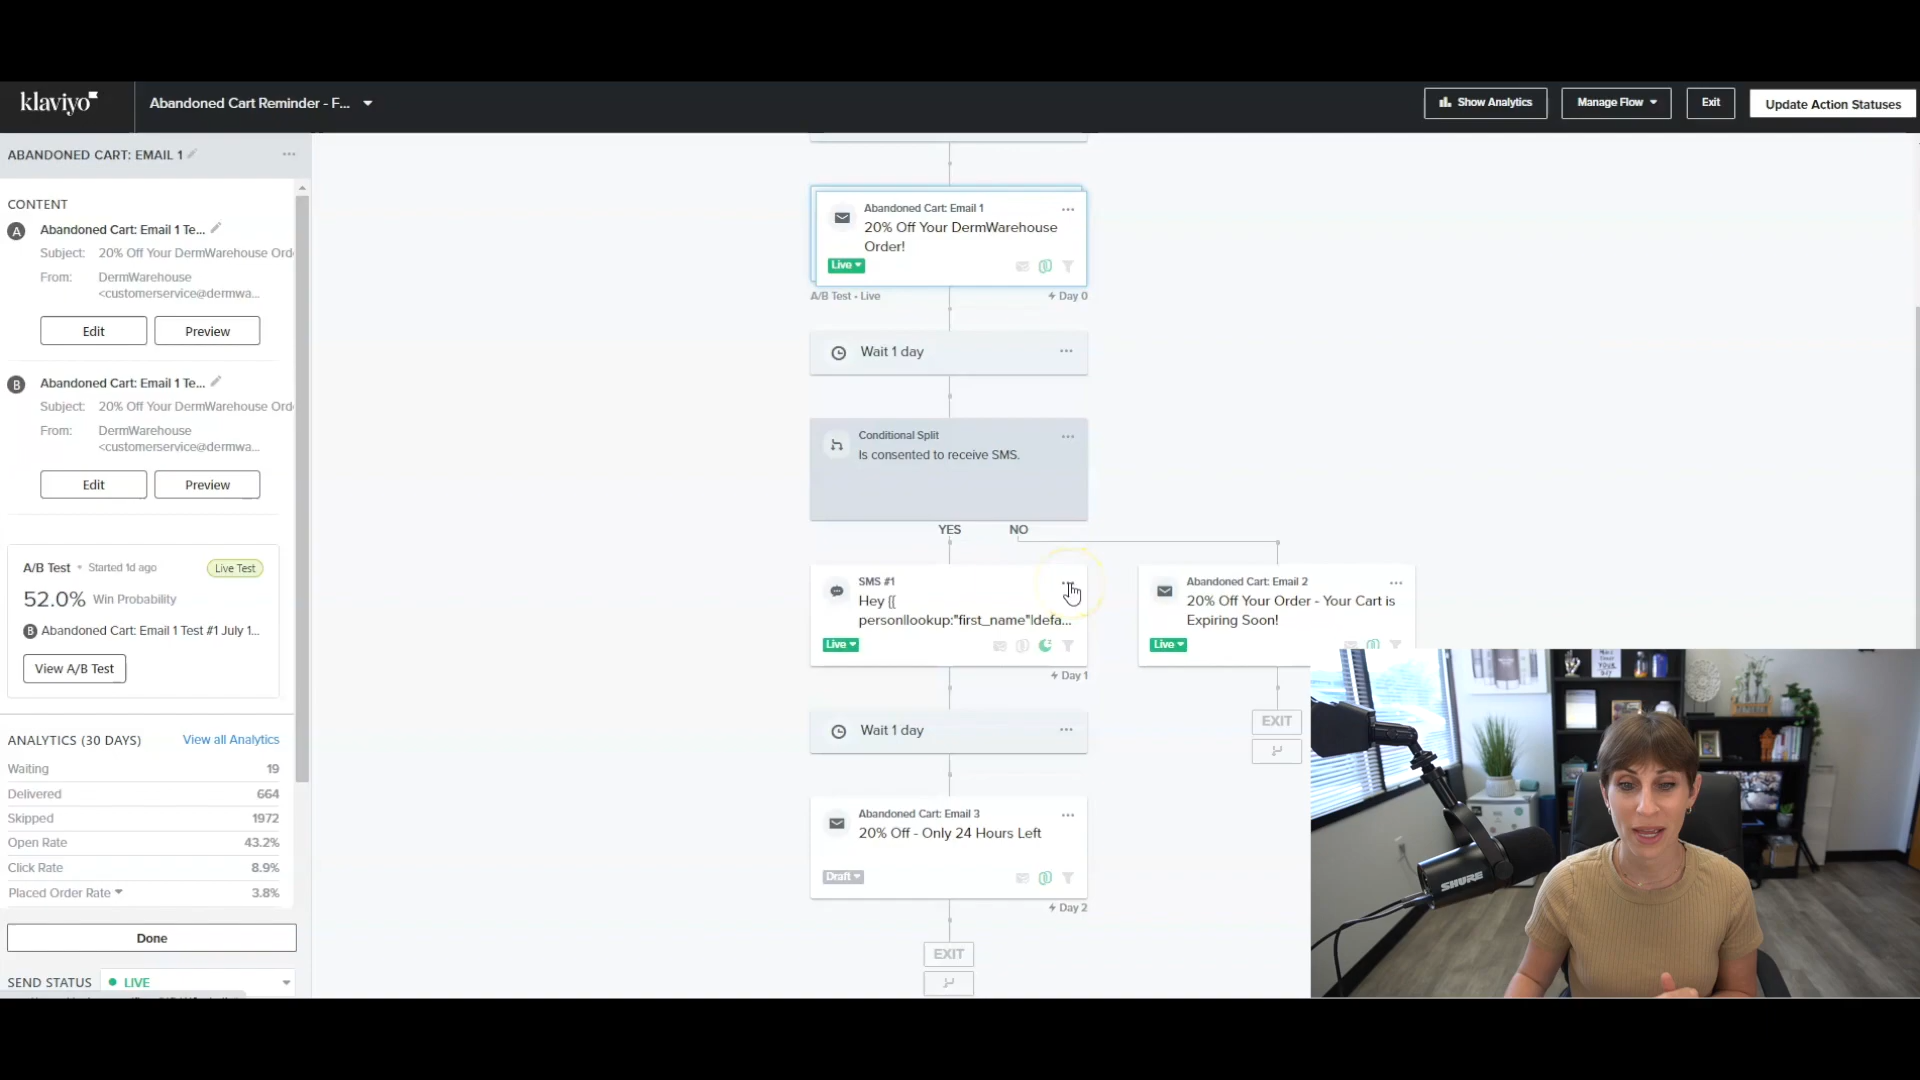 klaviyo
Abandoned Cart Reminder - F...
Show Analytics
Manage Flow
Exit
Update Action Statuses
ABANDONED CART: EMAIL 1
CONTENT
A
Abandoned Cart: Email 1 Te...
Subject: 20% Off Your DermWarehouse Ord
From: DermWarehouse
<customerservice@dermwa...
Edit
Preview
B
Abandoned Cart: Email 1 Te...
Subject: 20% Off Your DermWarehouse Ord
From: DermWarehouse
<customerservice@dermwa...
Edit
Preview
A/B Test • Started 1d ago
Live Test
52.0% Win Probability
B Abandoned Cart: Email 1 Test #1 July 1...
View A/B Test
ANALYTICS (30 DAYS)
View all Analytics
Waiting 19
Delivered 664
Skipped 1972
Open Rate 43.2%
Click Rate 8.9%
Placed Order Rate 3.8%
Done
SEND STATUS
LIVE
Abandoned Cart: Email 1
20% Off Your DermWarehouse
Order!
Live
A/B Test - Live
Day 0
Wait 1 day
Conditional Split
Is consented to receive SMS.
YES
NO
SMS #1
Hey {{
person|lookup:"first_name"|defa...
Live
Day 1
Abandoned Cart: Email 2
20% Off Your Order - Your Cart is
Expiring Soon!
Live
EXIT
Wait 1 day
Abandoned Cart: Email 3
20% Off - Only 24 Hours Left
Draft
Day 2
EXIT
SHURE